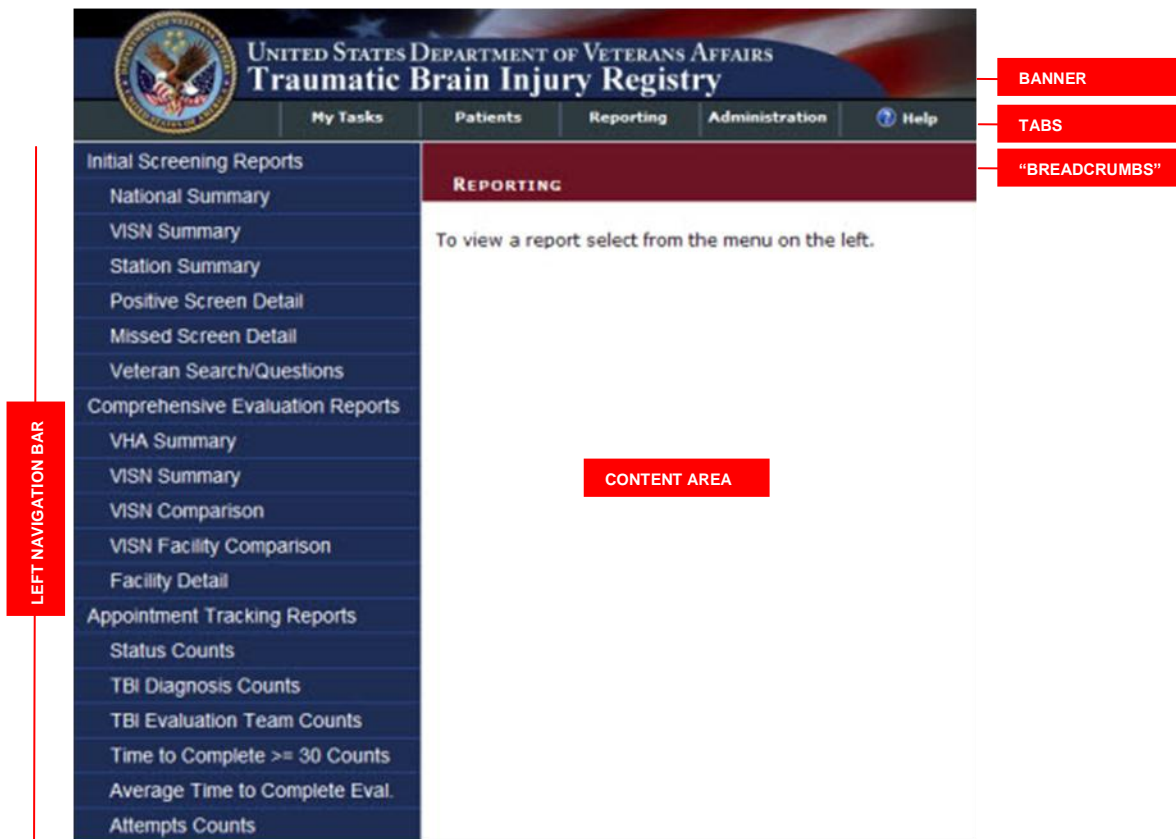 UNITED STATES DEPARTMENT OF VETERANS AFFAIRS
Traumatic Brain Injury Registry
My Tasks
Patients
Reporting
Administration
? Help
BANNER
TABS
“BREADCRUMBS”
LEFT NAVIGATION BAR
Initial Screening Reports
National Summary
VISN Summary
Station Summary
Positive Screen Detail
Missed Screen Detail
Veteran Search/Questions
Comprehensive Evaluation Reports
VHA Summary
VISN Summary
VISN Comparison
VISN Facility Comparison
Facility Detail
Appointment Tracking Reports
Status Counts
TBI Diagnosis Counts
TBI Evaluation Team Counts
Time to Complete >= 30 Counts
Average Time to Complete Eval.
Attempts Counts
REPORTING
To view a report select from the menu on the left.
CONTENT AREA